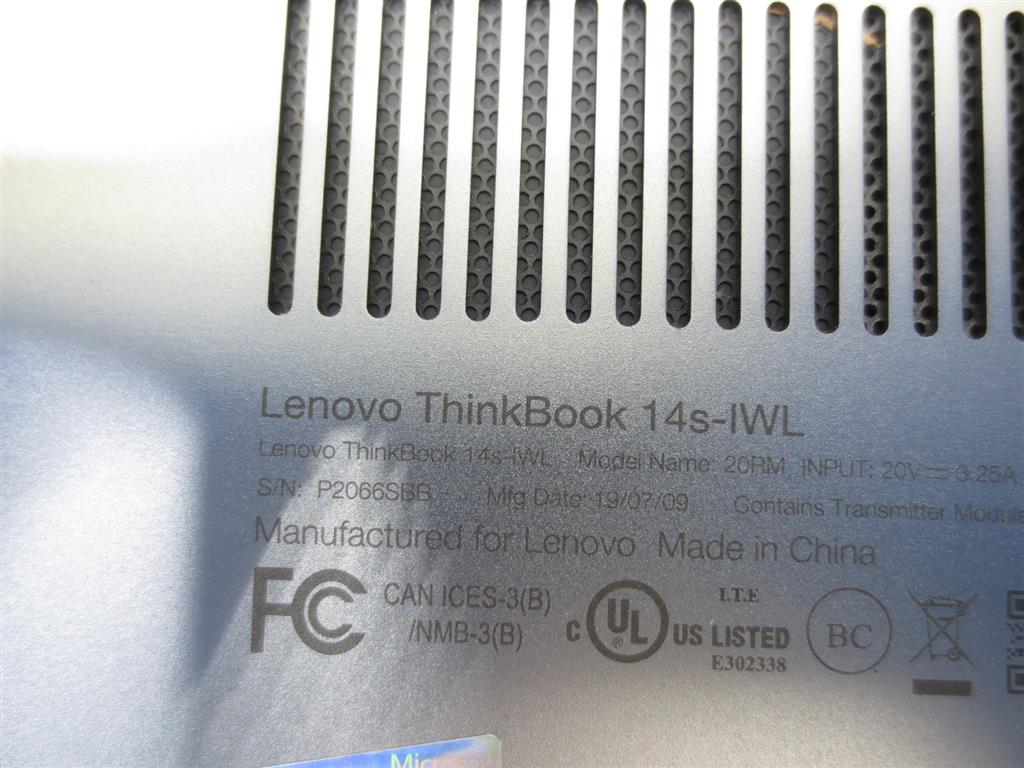 Lenovo ThinkBook 14s-IWL
Lenovo ThinkBook 14s-IWL Model Name: 20RM INPUT: 20V⎓ 3.25A
S/N: P2066SBB Mfg Date: 19/07/09 Contains Transmitter Module
Manufactured for Lenovo Made in China
FC CAN ICES-3(B)
/NMB-3(B)
C UL® US LISTED
I.T.E
E302338
BC
Microsoft